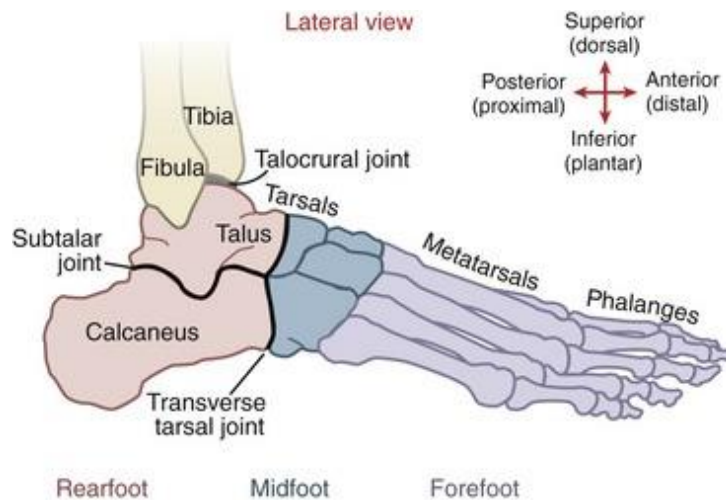 Lateral view
Superior
(dorsal)
Posterior
(proximal)
Anterior
(distal)
Inferior
(plantar)
Tibia
Fibula
Talocrural joint
Tarsals
Talus
Subtalar
joint
Metatarsals
Phalanges
Calcaneus
Transverse
tarsal joint
Rearfoot
Midfoot
Forefoot